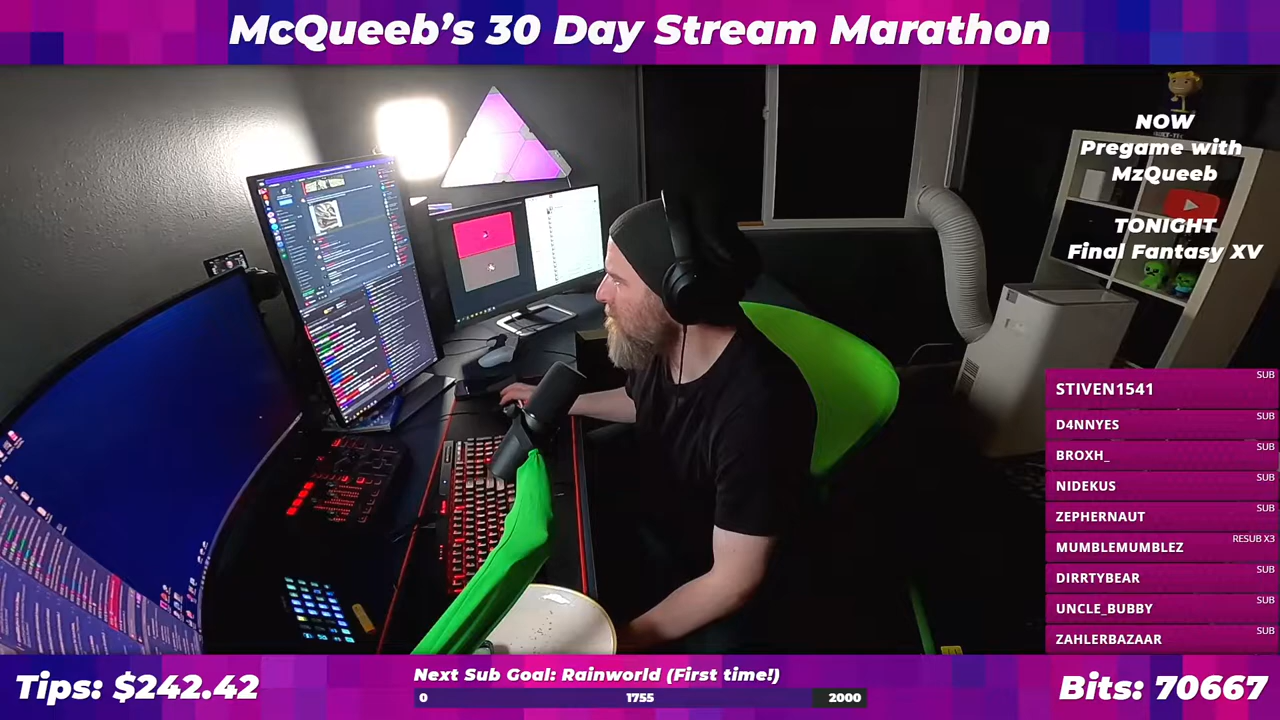 McQueeb's 30 Day Stream Marathon
NOW
Pregame with
MzQueeb
TONIGHT
Final Fantasy XV
STIVEN1541 SUB
D4NNYES SUB
BROXH_ SUB
NIDEKUS SUB
ZEPHERNAUT SUB
MUMBLEMUMBLEZ RESUB X3
DIRRTYBEAR SUB
UNCLE_BUBBY SUB
ZAHLERBAZAAR SUB
Tips: $242.42
Next Sub Goal: Rainworld (First time!)
0 1755 2000
Bits: 70667